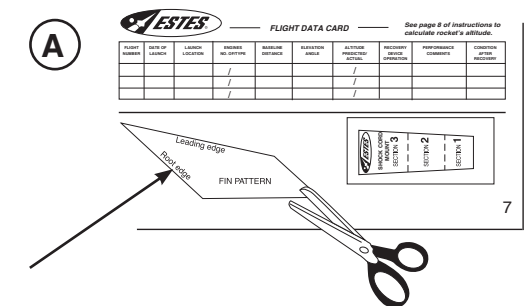 A
ESTES
FLIGHT DATA CARD
See page 8 of instructions to
calculate rocket's altitude.
FLIGHT NUMBER
DATE OF LAUNCH
LAUNCH LOCATION
ENGINES NO. OF/TYPE
BASELINE DISTANCE
ELEVATION ANGLE
ALTITUDE PREDICTED/ ACTUAL
RECOVERY DEVICE OPERATION
PERFORMANCE COMMENTS
CONDITION AFTER RECOVERY
/ /
/ /
/ /
Leading edge
Root edge
FIN PATTERN
ESTES
SHOCK CORD
MOUNT
SECTION 3
SECTION 2
SECTION 1
7